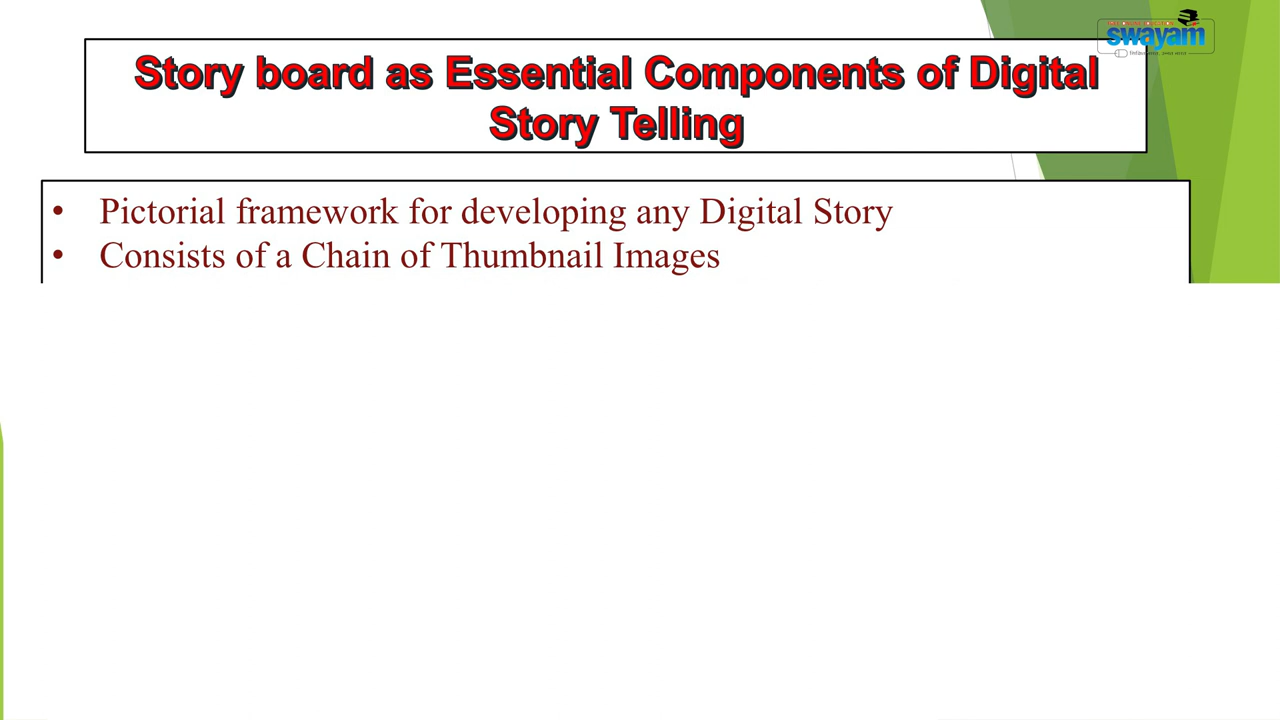 swayam
Story board as Essential Components of Digital
Story Telling
• Pictorial framework for developing any Digital Story
• Consists of a Chain of Thumbnail Images